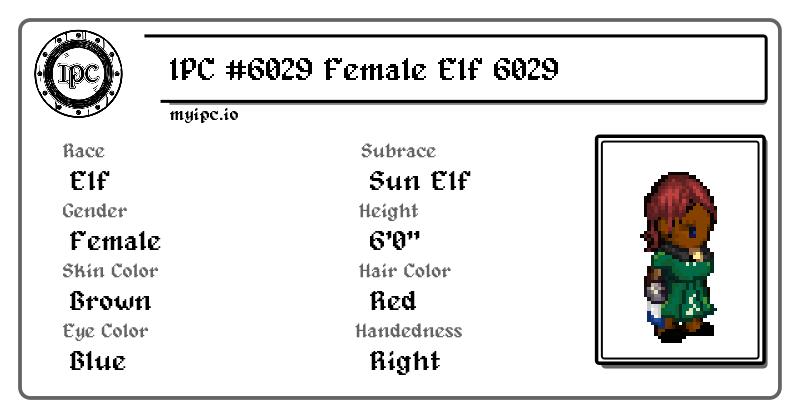 IPC
IPC #6029 Female Elf 6029
myipc.io
Race
Elf
Subrace
Sun Elf
Gender
Female
Height
6'0"
Skin Color
Brown
Hair Color
Red
Eye Color
Blue
Handedness
Right